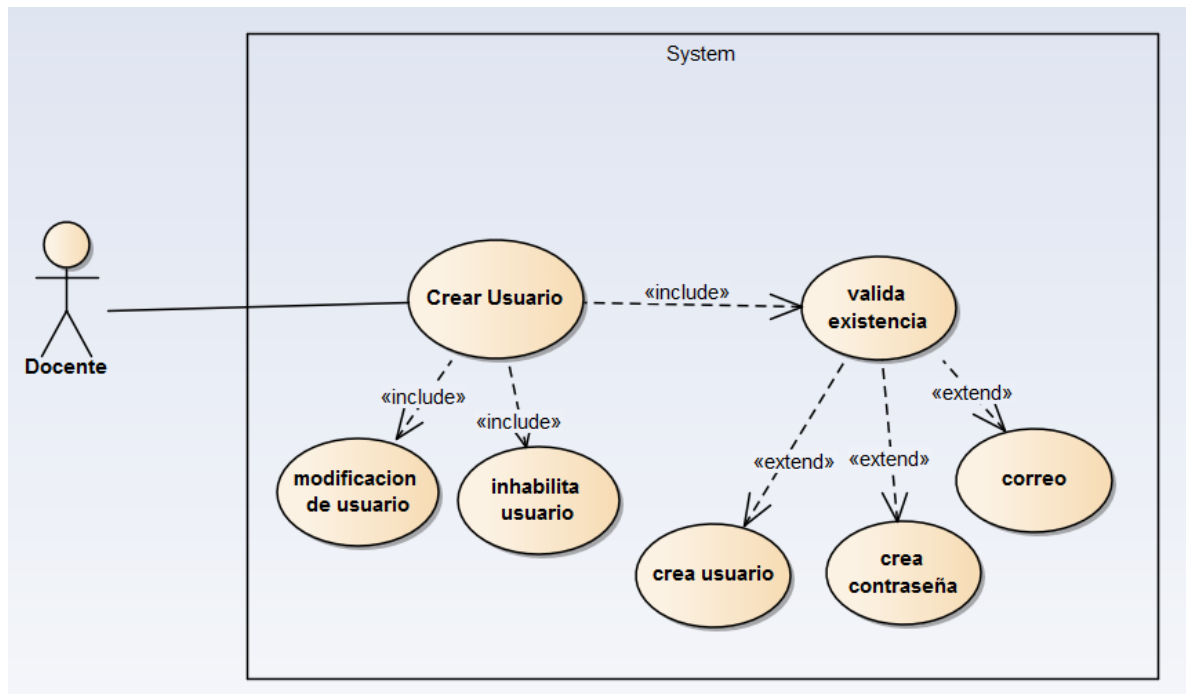 System
Crear Usuario
«include»
valida
existencia
Docente
«include»
«include»
«extend»
modificacion
de usuario
inhabilita
usuario
«extend»
«extend»
correo
crea usuario
crea
contraseña